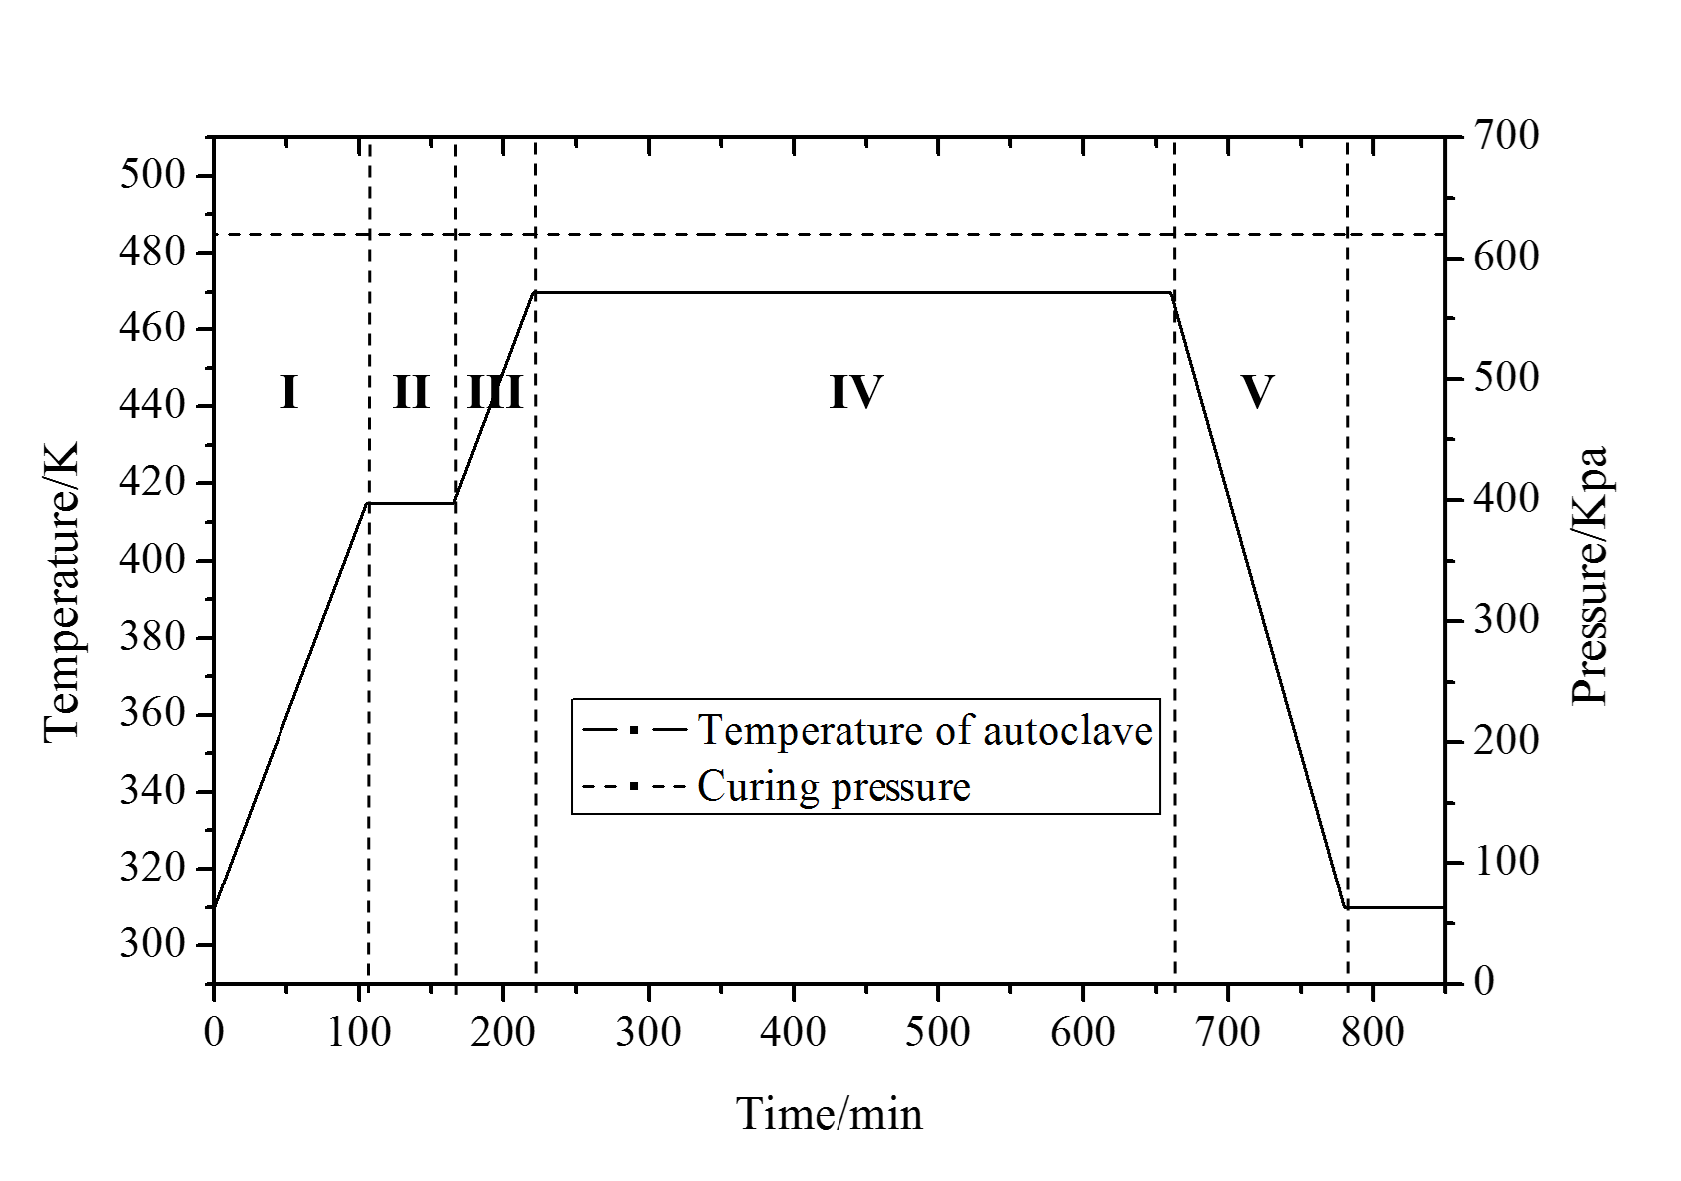 Temperature/K
500
480
460
440
420
400
380
360
340
320
300
I II III IV V
Temperature of autoclave
Curing pressure
700
600
500
400
300
200
100
0
Pressure/Kpa
0 100 200 300 400 500 600 700 800
Time/min